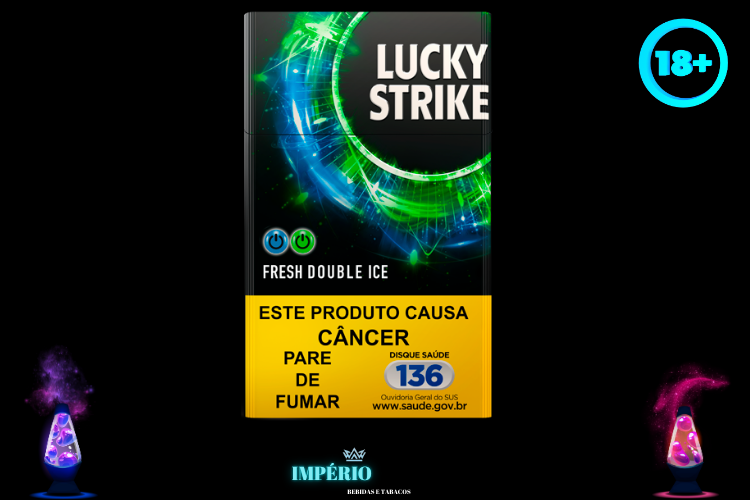 18+
LUCKY
STRIKE
FRESH DOUBLE ICE
ESTE PRODUTO CAUSA
CÂNCER
PARE
DE
FUMAR
DISQUE SAÚDE
136
Ouvidoria Geral do SUS
www.saude.gov.br
IMPÉRIO
BEBIDAS E TABACOS